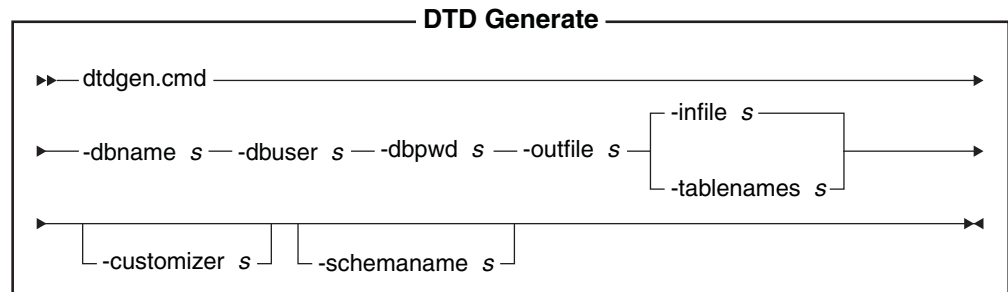 DTD Generate
dtdgen.cmd
-dbname s -dbuser s -dbpwd s -outfile s -infile s
-tablenames s
-customizer s -schemaname s